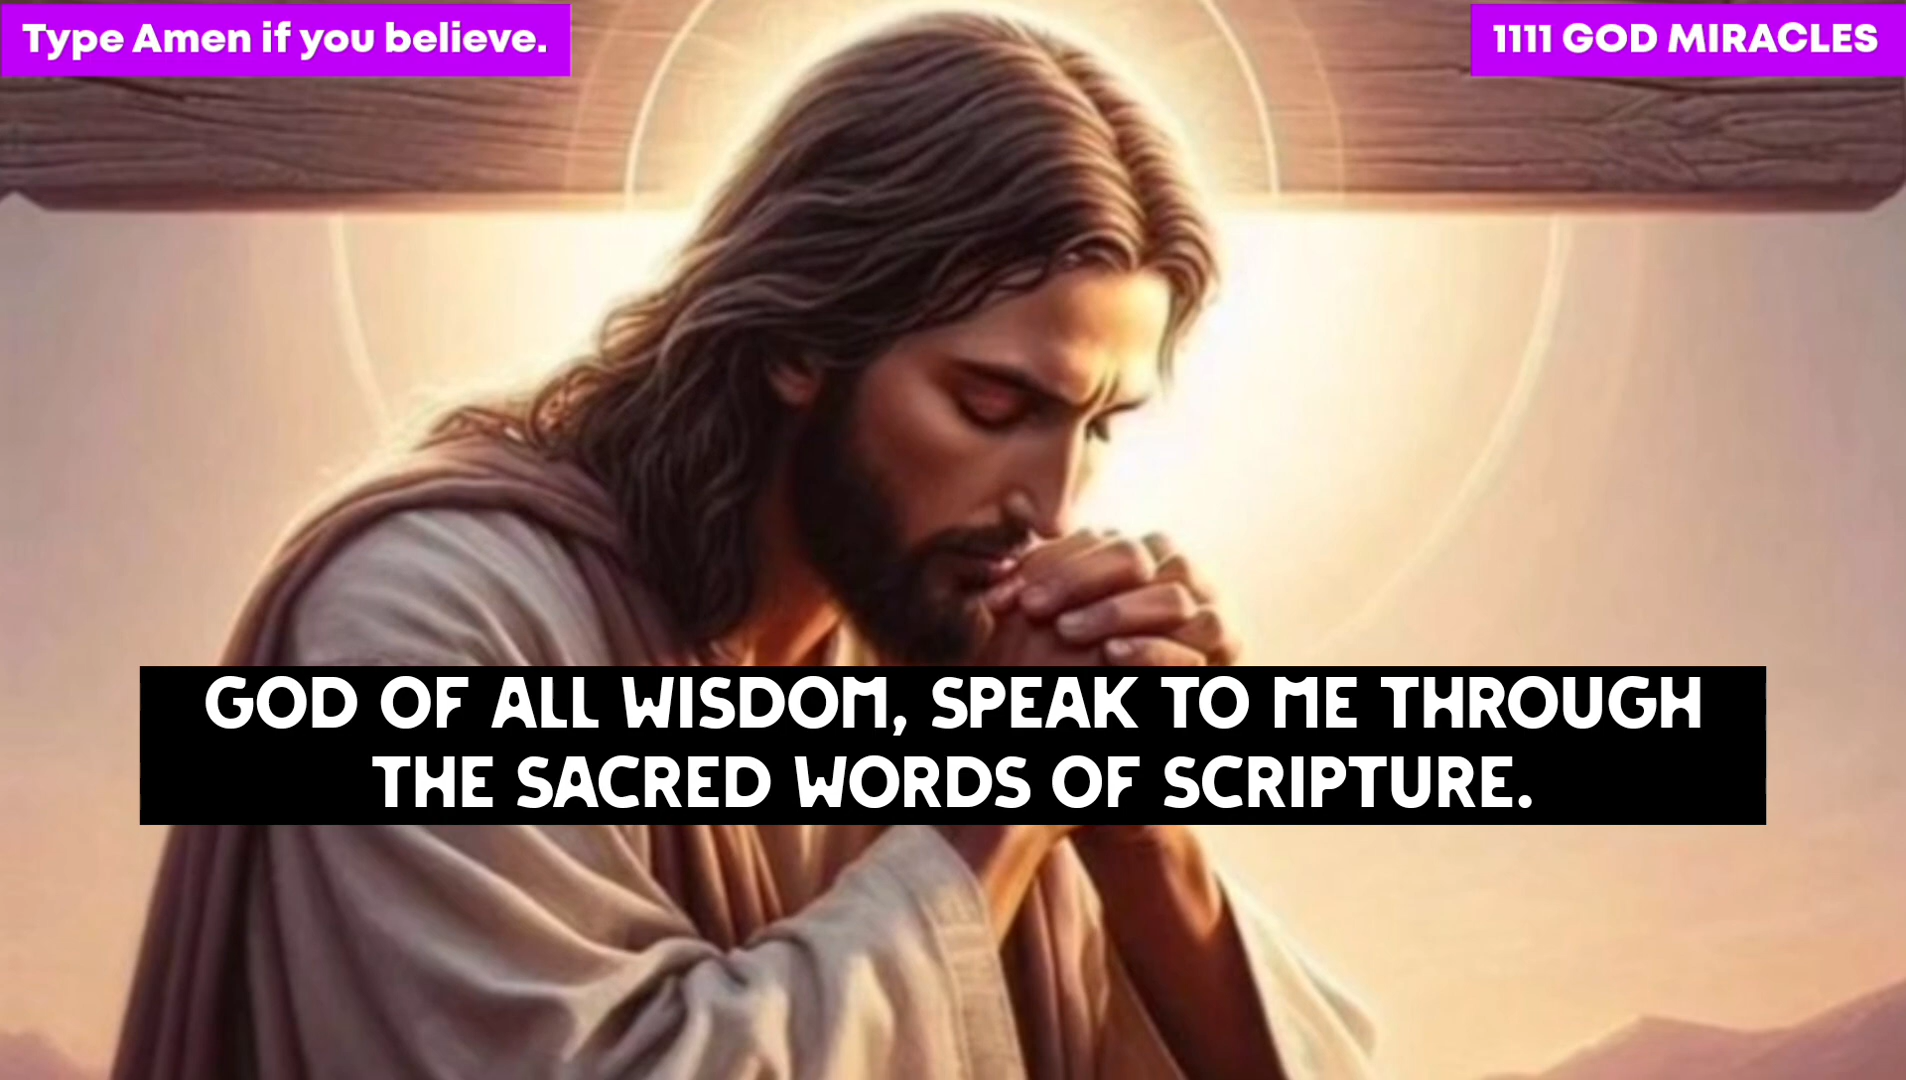 Type Amen if you believe.
1111 GOD MIRACLES
GOD OF ALL WISDOM, SPEAK TO ME THROUGH
THE SACRED WORDS OF SCRIPTURE.